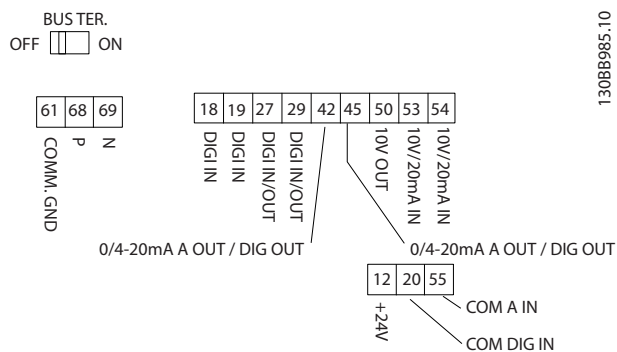 BUS TER.
OFF ON
130BB985.10
61 68 69
COMM. GND
P
N
18 19 27 29 42 45 50 53 54
DIGI IN
DIGI IN
DIGI IN/OUT
DIGI IN/OUT
10V OUT
10V/20mA IN
10V/20mA IN
0/4-20mA A OUT / DIG OUT
0/4-20mA A OUT / DIG OUT
12 20 55
+24V
COM A IN
COM DIG IN